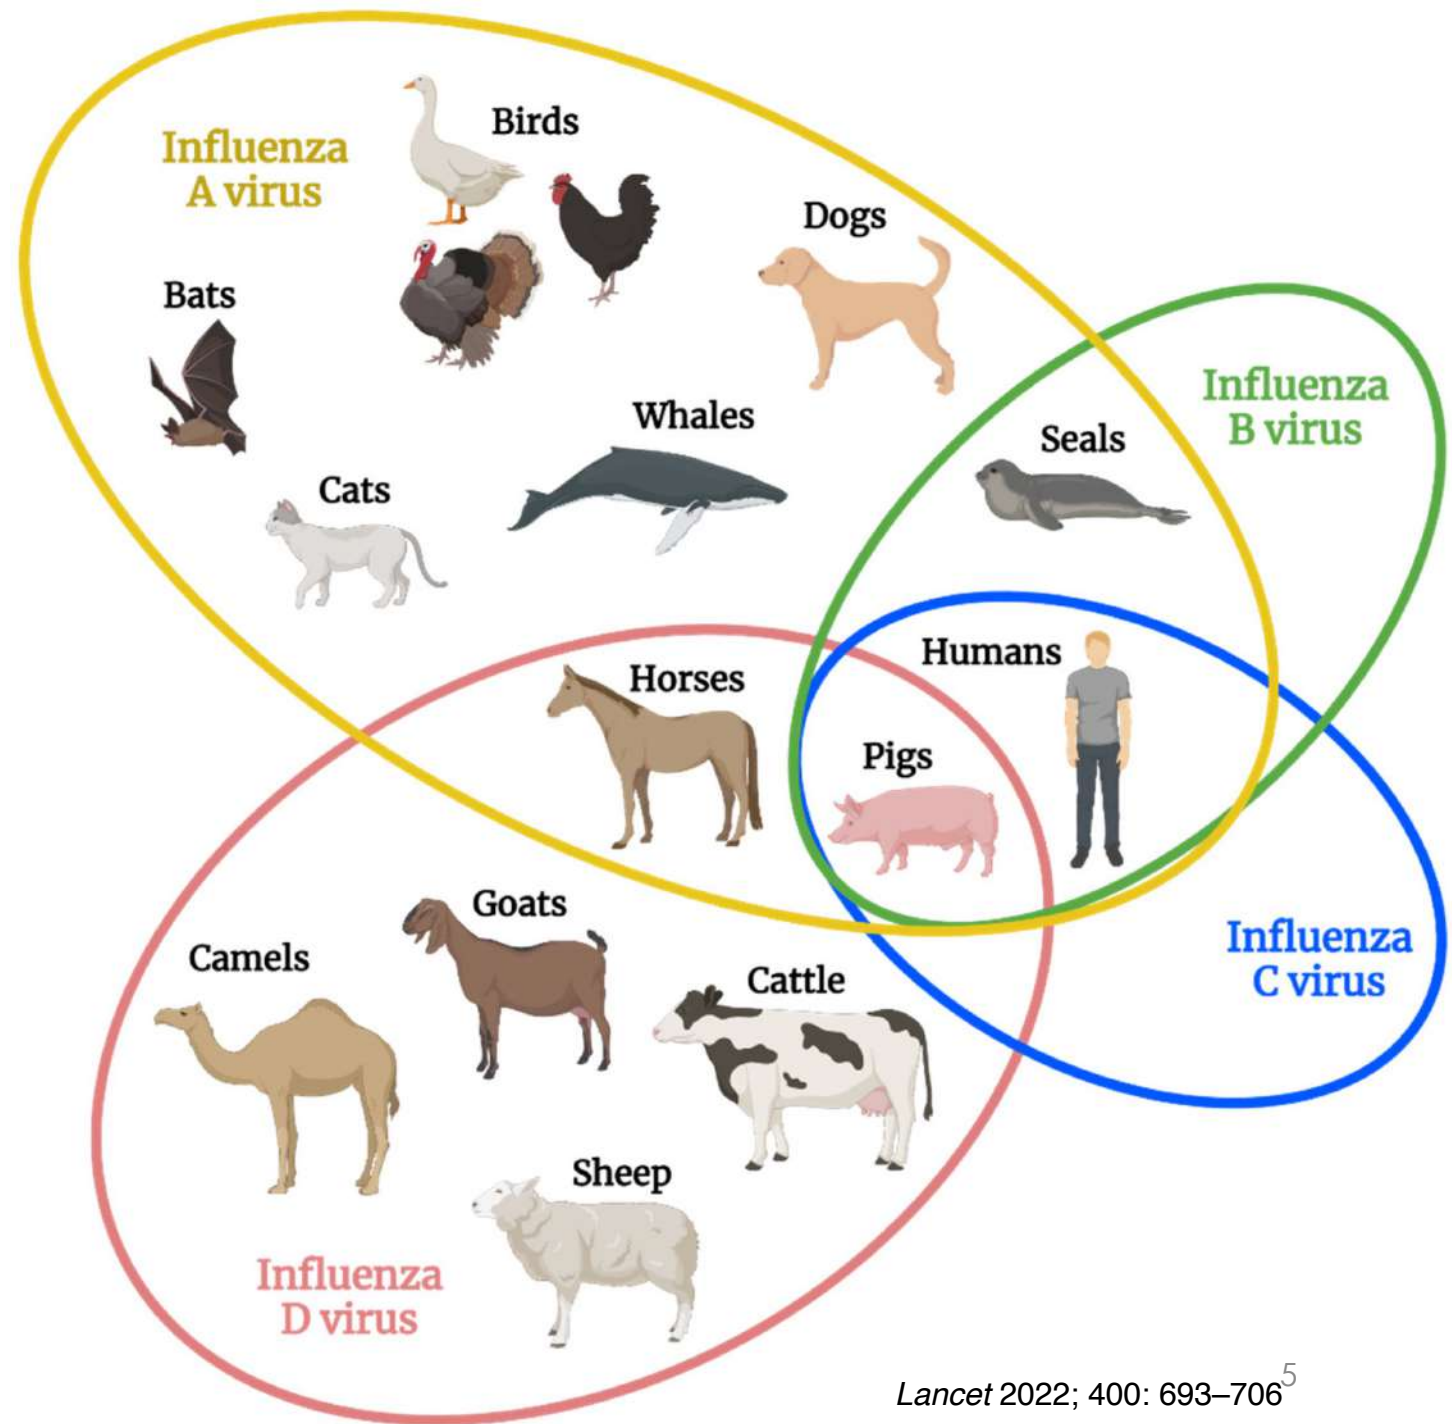 Birds
Influenza
A virus
Dogs
Bats
Influenza
B virus
Whales
Seals
Cats
Humans
Horses
Pigs
Goats
Influenza
C virus
Camels
Cattle
Sheep
Influenza
D virus
Lancet 2022; 400: 693–706
5